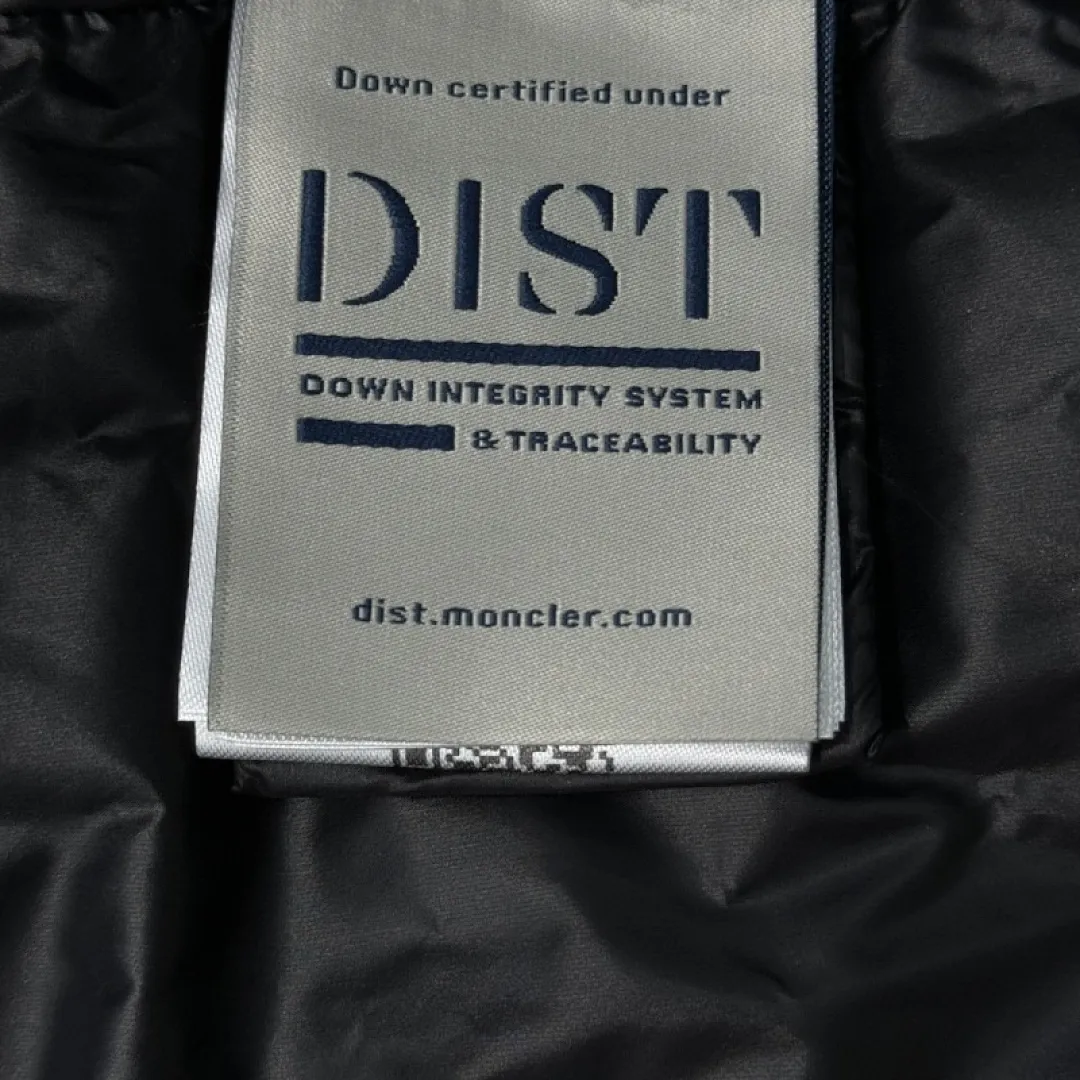 Down certified under
DIST
DOWN INTEGRITY SYSTEM
& TRACEABILITY
dist.moncler.com